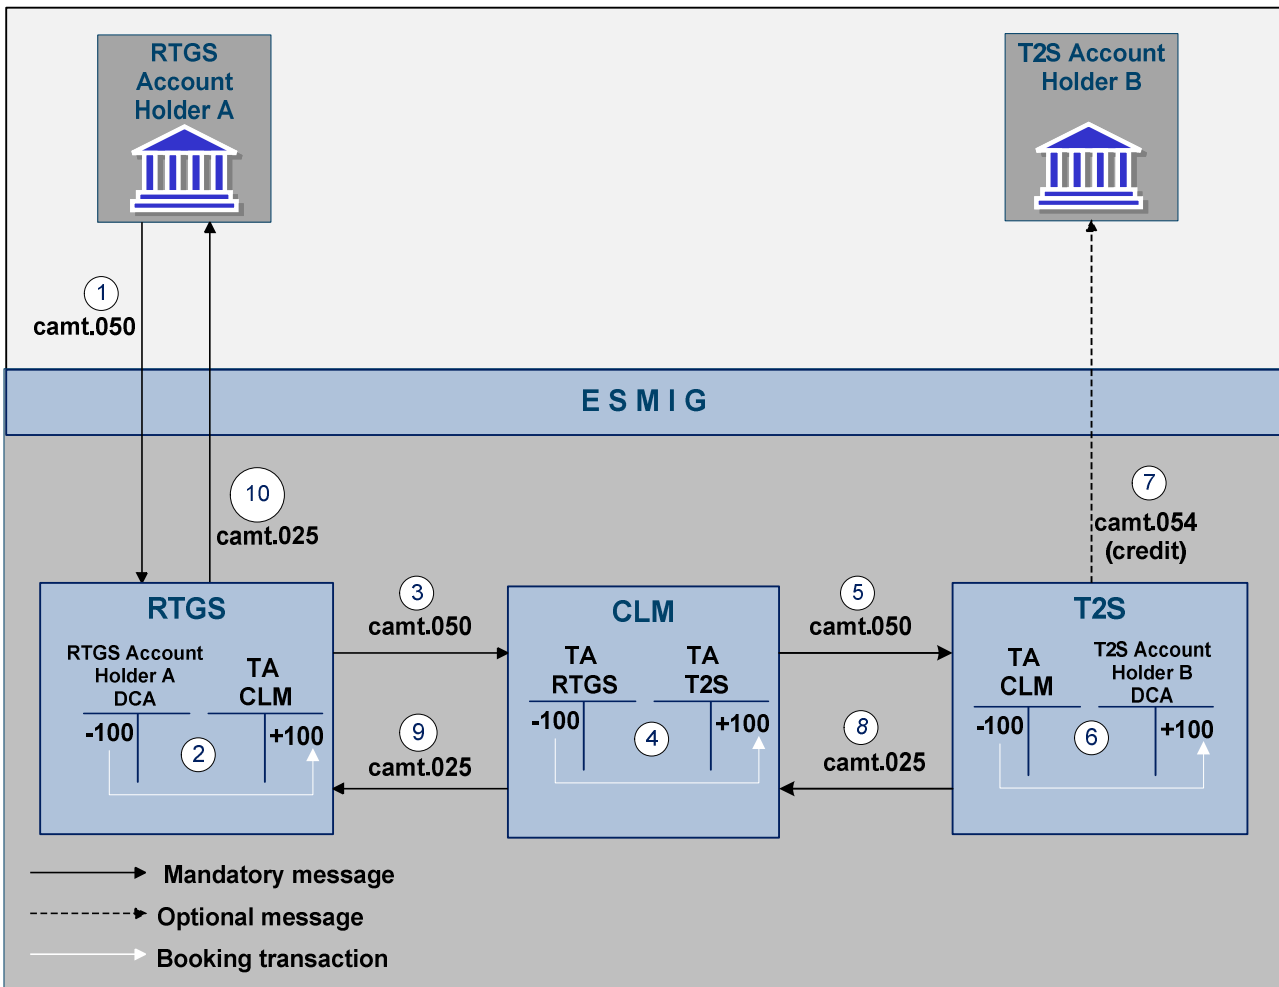 RTGS
Account
Holder A
T2S Account
Holder B
1
camt.050
E S M I G
10
camt.025
7
camt.054
(credit)
RTGS
RTGS Account
Holder A
DCA
TA
CLM
-100
+100
2
3
camt.050
9
camt.025
CLM
TA
RTGS
TA
T2S
-100
+100
4
5
camt.050
8
camt.025
T2S
TA
CLM
T2S Account
Holder B
DCA
-100
+100
6
Mandatory message
Optional message
Booking transaction